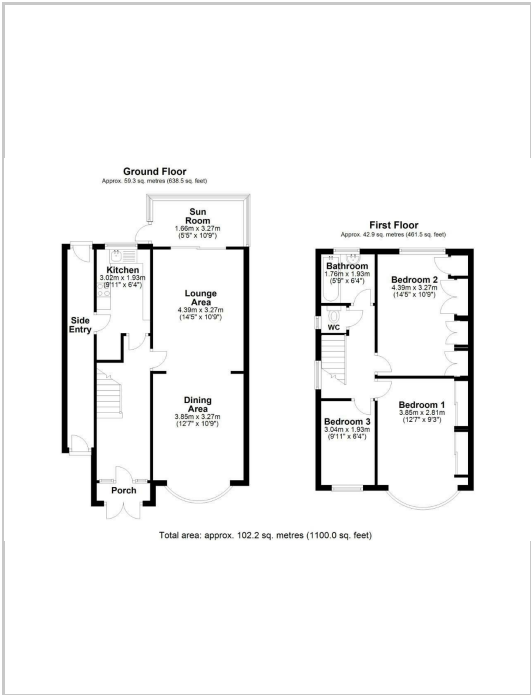 Ground Floor
Approx. 59.3 sq. metres (638.5 sq. feet)
Sun
Room
1.66m x 3.27m
(5'5" x 10'9")
Kitchen
3.02m x 1.93m
(9'11" x 6'4")
Lounge
Area
4.39m x 3.27m
(14'5" x 10'9")
Side
Entry
Dining
Area
3.85m x 3.27m
(12'7" x 10'9")
Porch
First Floor
Approx. 42.9 sq. metres (461.5 sq. feet)
Bathroom
1.76m x 1.93m
(5'9" x 6'4")
Bedroom 2
4.39m x 3.27m
(14'5" x 10'9")
WC
Bedroom 1
3.85m x 2.81m
(12'7" x 9'3")
Bedroom 3
3.04m x 1.93m
(9'11" x 6'4")
Total area: approx. 102.2 sq. metres (1100.0 sq. feet)